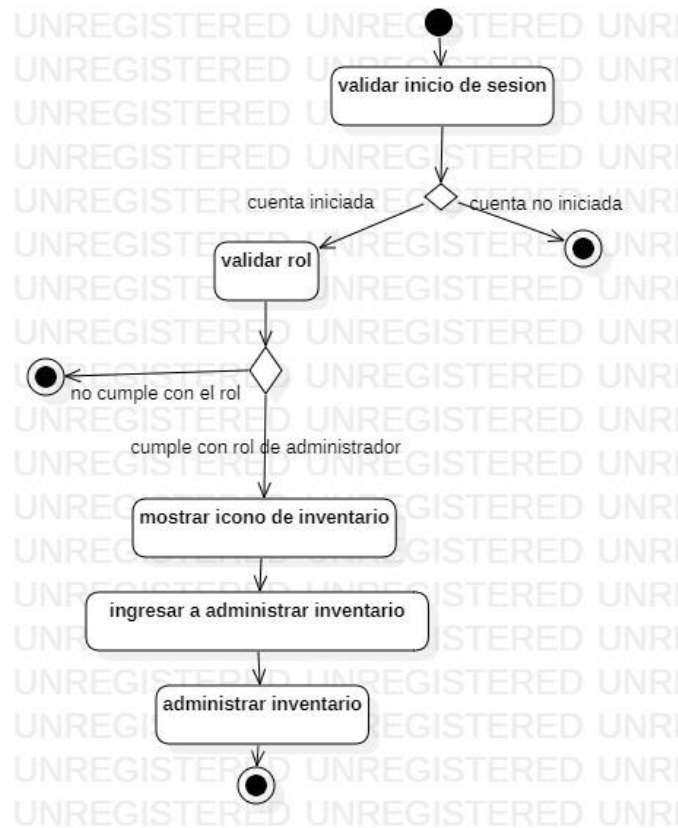 validar inicio de sesion
cuenta iniciada
cuenta no iniciada
validar rol
no cumple con el rol
cumple con rol de administrador
mostrar icono de inventario
ingresar a administrar inventario
administrar inventario
UNREGISTERED